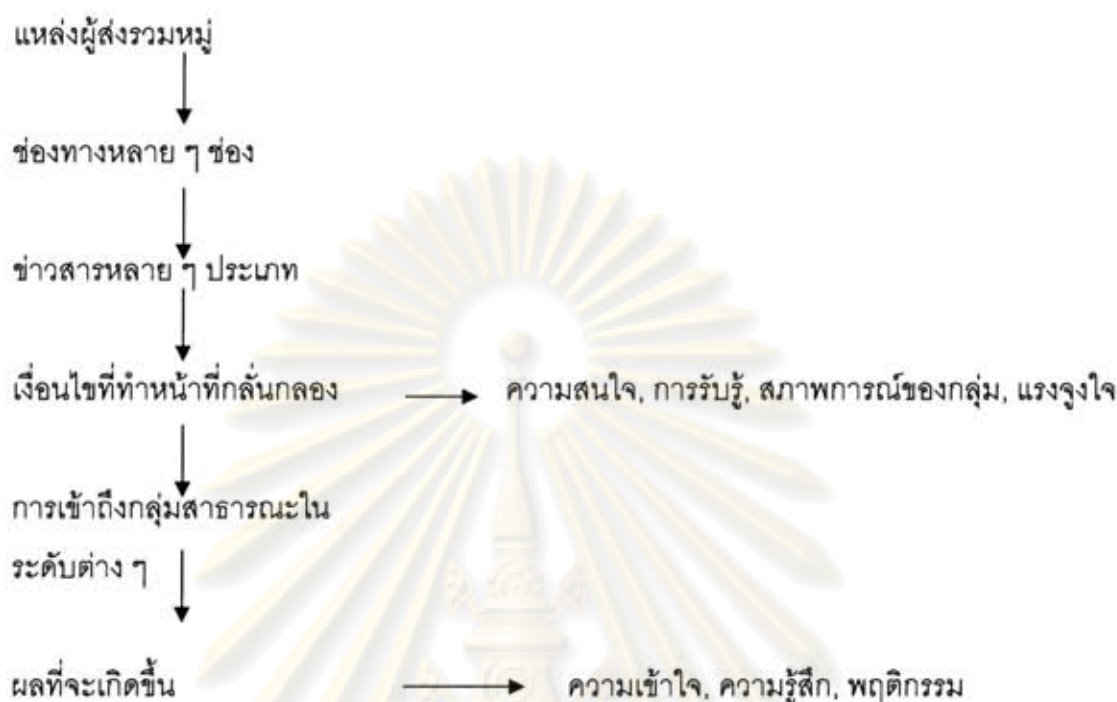 แหล่งผู้ส่งรวมหมู่
ช่องทางหลาย ๆ ช่อง
ข่าวสารหลาย ๆ ประเภท
เงื่อนไขที่ทำหน้าที่กลั่นกลอง ความสนใจ, การรับรู้, สภาพการณ์ของกลุ่ม, แรงจูงใจ
การเข้าถึงกลุ่มสาธารณะใน
ระดับต่าง ๆ
ผลที่จะเกิดขึ้น ความเข้าใจ, ความรู้สึก, พฤติกรรม